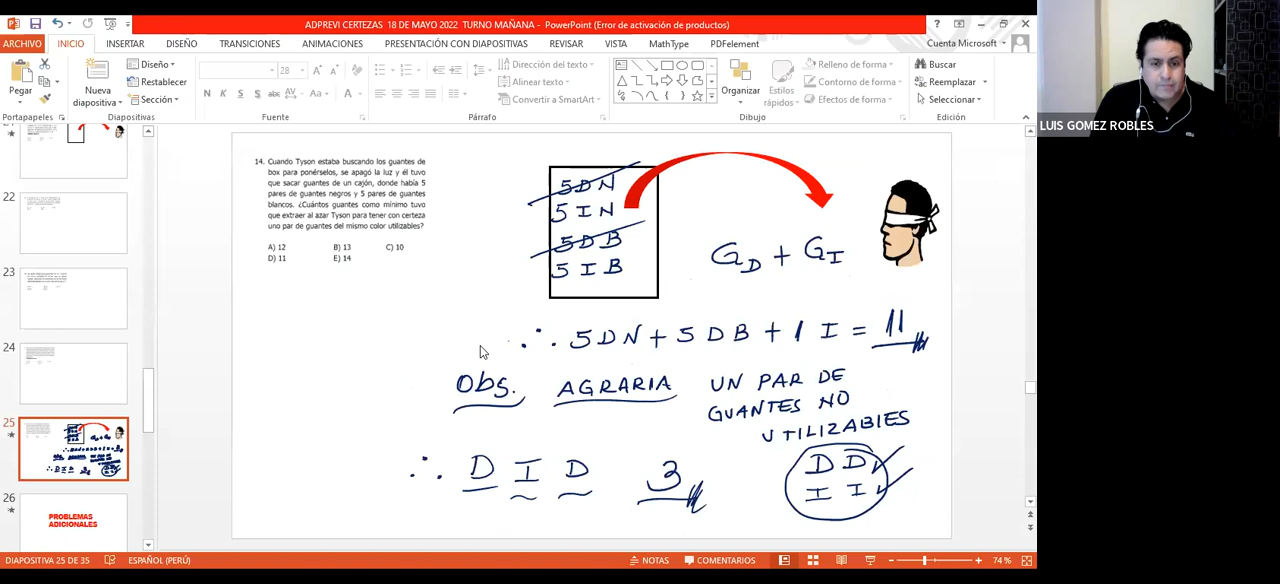 ADPREVI CERTEZAS 18 DE MAYO 2022 TURNO MAÑANA - PowerPoint (Error de activación de productos)
ARCHIVO INICIO INSERTAR DISEÑO TRANSICIONES ANIMACIONES PRESENTACIÓN CON DIAPOSITIVAS REVISAR VISTA MathType PDFelement Cuenta Microsoft
Pegar
Nueva diapositiva
Diseño
Restablecer
Sección
28
N K S S abc AV Aa A
Dirección del texto
Alinear texto
Convertir a SmartArt
Organizar
Estilos rápidos
Relleno de forma
Contorno de forma
Efectos de forma
Buscar
Reemplazar
Seleccionar
Portapapeles Diapositivas Fuente Párrafo Dibujo Edición
LUIS GOMEZ ROBLES
22
23
24
25
26
PROBLEMAS
ADICIONALES
14. Cuando Tyson estaba buscando los guantes de
box para ponérselos, se apagó la luz y él tuvo
que sacar guantes de un cajón, donde había 5
pares de guantes negros y 5 pares de guantes
blancos. ¿Cuántos guantes como mínimo tuvo
que extraer al azar Tyson para tener con certeza
uno par de guantes del mismo color utilizables?
A) 12 B) 13 C) 10
D) 11 E) 14
5DN
5IN
5DB
5IB
GD + GI
∴ 5DN + 5DB + 1 I = 11
Obs. AGRARIA UN PAR DE
GUANTES NO
UTILIZABLES
∴ D I D 3
D D
I I
DIAPOSITIVA 25 DE 35 ESPAÑOL (PERÚ) NOTAS COMENTARIOS 74 %